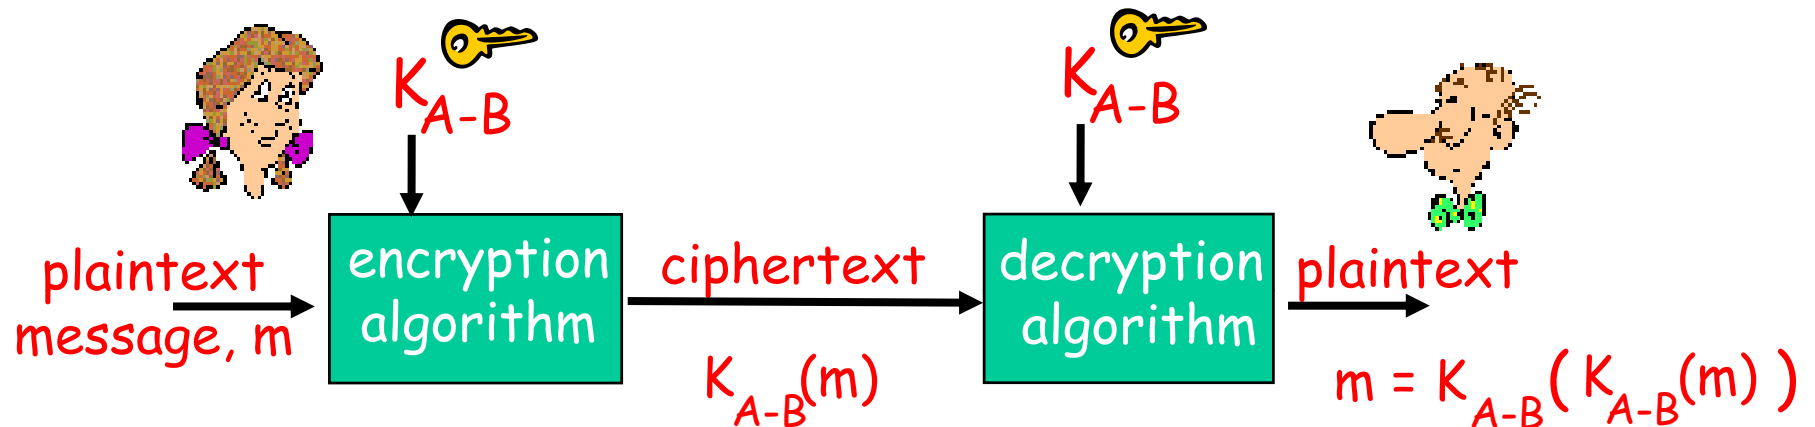 K
A-B
K
A-B
plaintext
message, m
encryption
algorithm
ciphertext
K
A-B
(m)
decryption
algorithm
plaintext
m = K
A-B
( K
A-B
(m) )